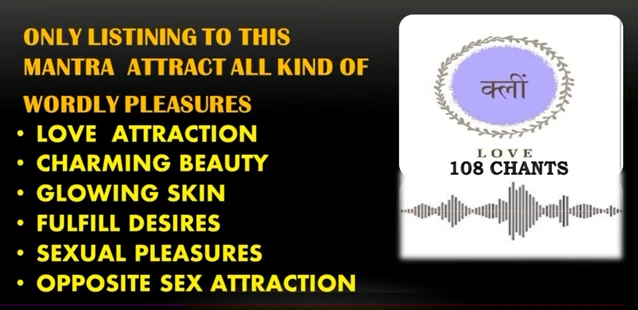 ONLY LISTINING TO THIS
MANTRA ATTRACT ALL KIND OF
WORDLY PLEASURES
• LOVE ATTRACTION
• CHARMING BEAUTY
• GLOWING SKIN
• FULFILL DESIRES
• SEXUAL PLEASURES
• OPPOSITE SEX ATTRACTION
क्लीं
LOVE
108 CHANTS